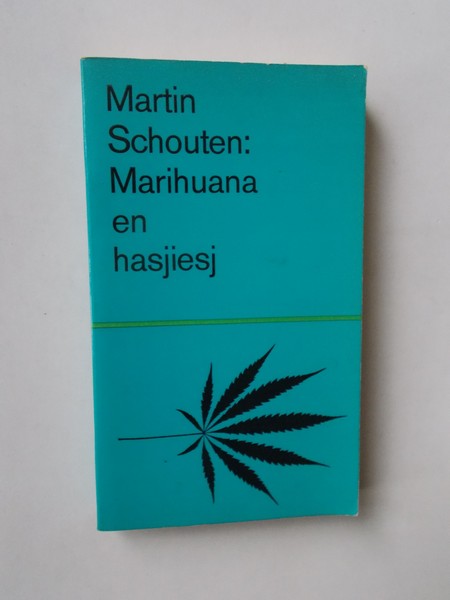 Martin
Schouten:
Marihuana
en
hasjiesj